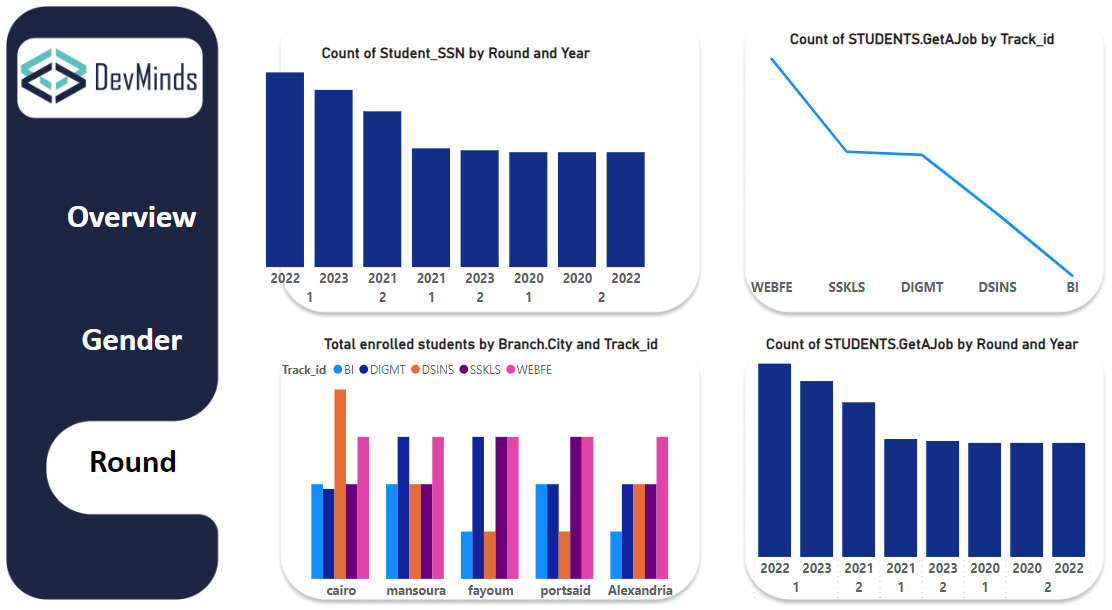 DevMinds
Overview
Gender
Round
Count of Student_SSN by Round and Year
2022 2023 2021 2021 2023 2020 2020 2022
1 2 1 2 1 2
Count of STUDENTS.GetAJob by Track_id
WEBFE SSKLS DIGMT DSINS BI
Total enrolled students by Branch.City and Track_id
Track_id BI DIGMT DSINS SSKLS WEBFE
cairo mansoura fayoum portsaid Alexandria
Count of STUDENTS.GetAJob by Round and Year
2022 2023 2021 2021 2023 2020 2020 2022
1 2 1 2 1 2